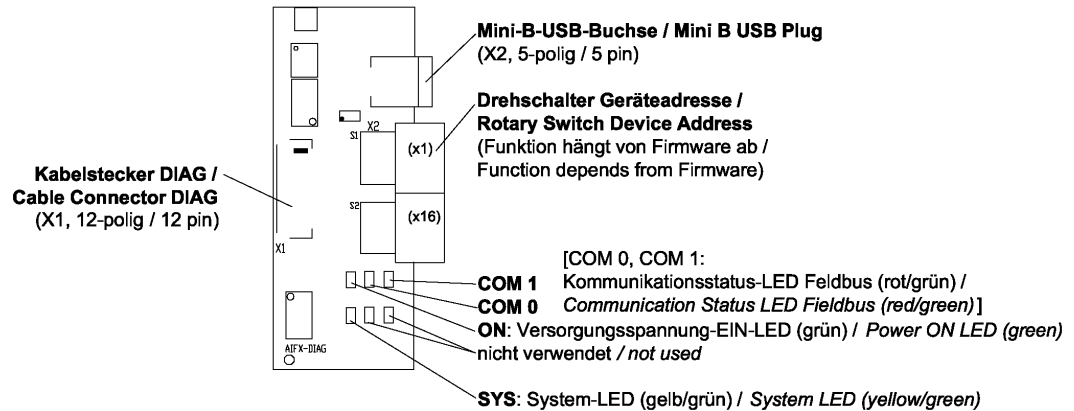 Mini-B-USB-Buchse / Mini B USB Plug
(X2, 5-polig / 5 pin)
Drehschalter Geräteadresse /
Rotary Switch Device Address
(Funktion hängt von Firmware ab /
Function depends from Firmware)
X2
S1
(x1)
S2
(x16)
Kabelstecker DIAG /
Cable Connector DIAG
(X1, 12-polig / 12 pin)
X1
[COM 0, COM 1:
COM 1 Kommunikationsstatus-LED Feldbus (rot/grün) /
COM 0 Communication Status LED Fieldbus (red/green)]
ON: Versorgungsspannung-EIN-LED (grün) / Power ON LED (green)
nicht verwendet / not used
AIFX-DIAG
SYS: System-LED (gelb/grün) / System LED (yellow/green)